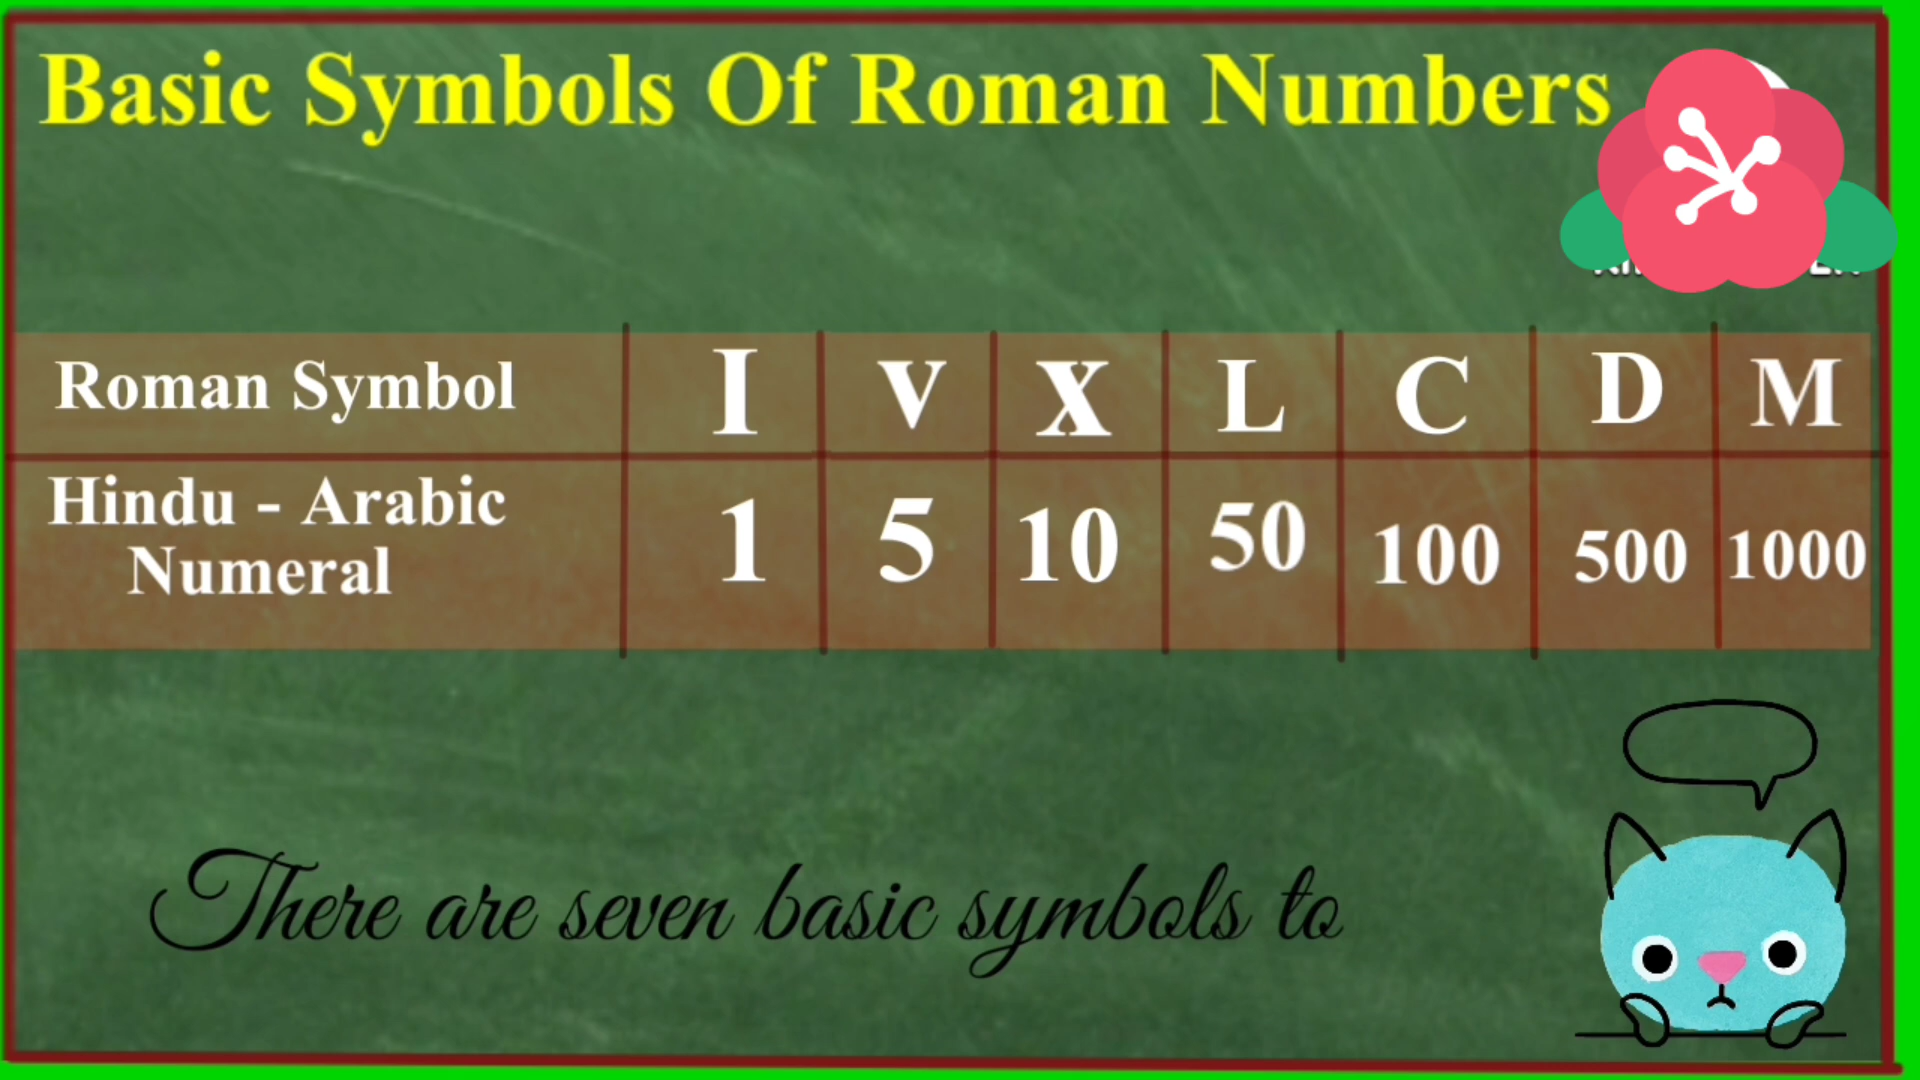 Basic Symbols Of Roman Numbers
Roman Symbol I V X L C D M
Hindu - Arabic
Numeral 1 5 10 50 100 500 1000
There are seven basic symbols to